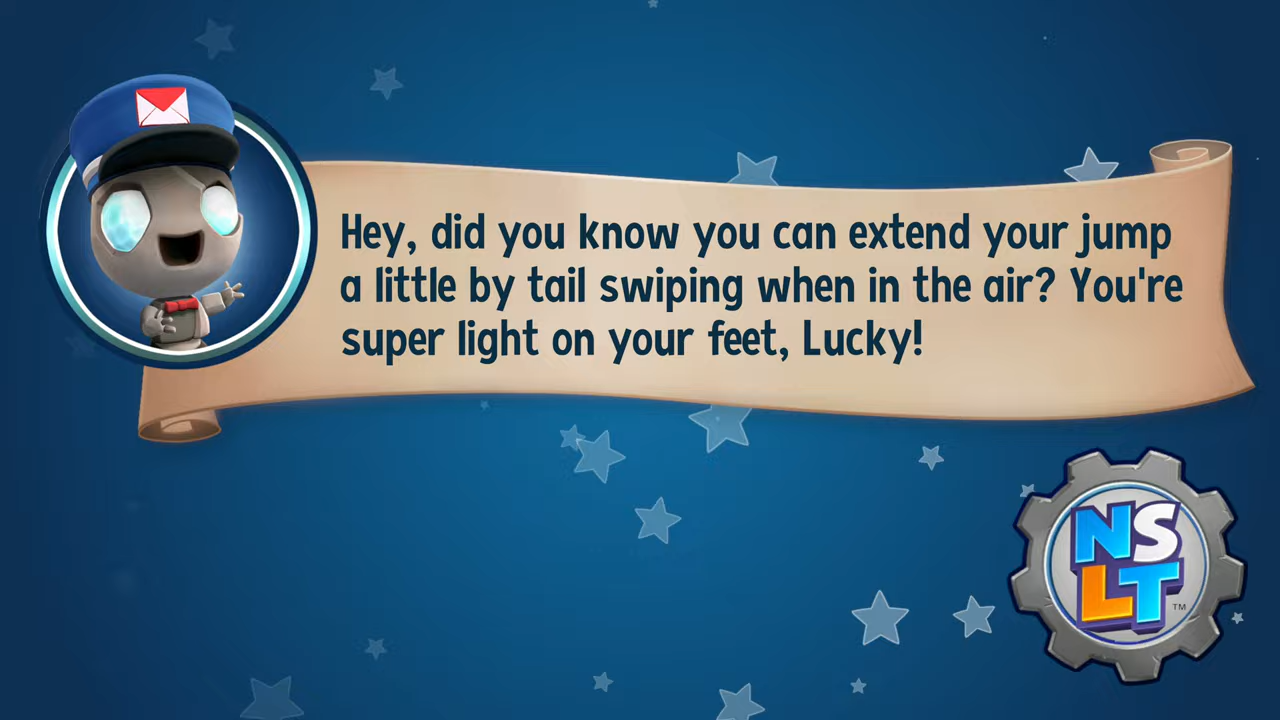 Hey, did you know you can extend your jump
a little by tail swiping when in the air? You're
super light on your feet, Lucky!
NS
LT
TM